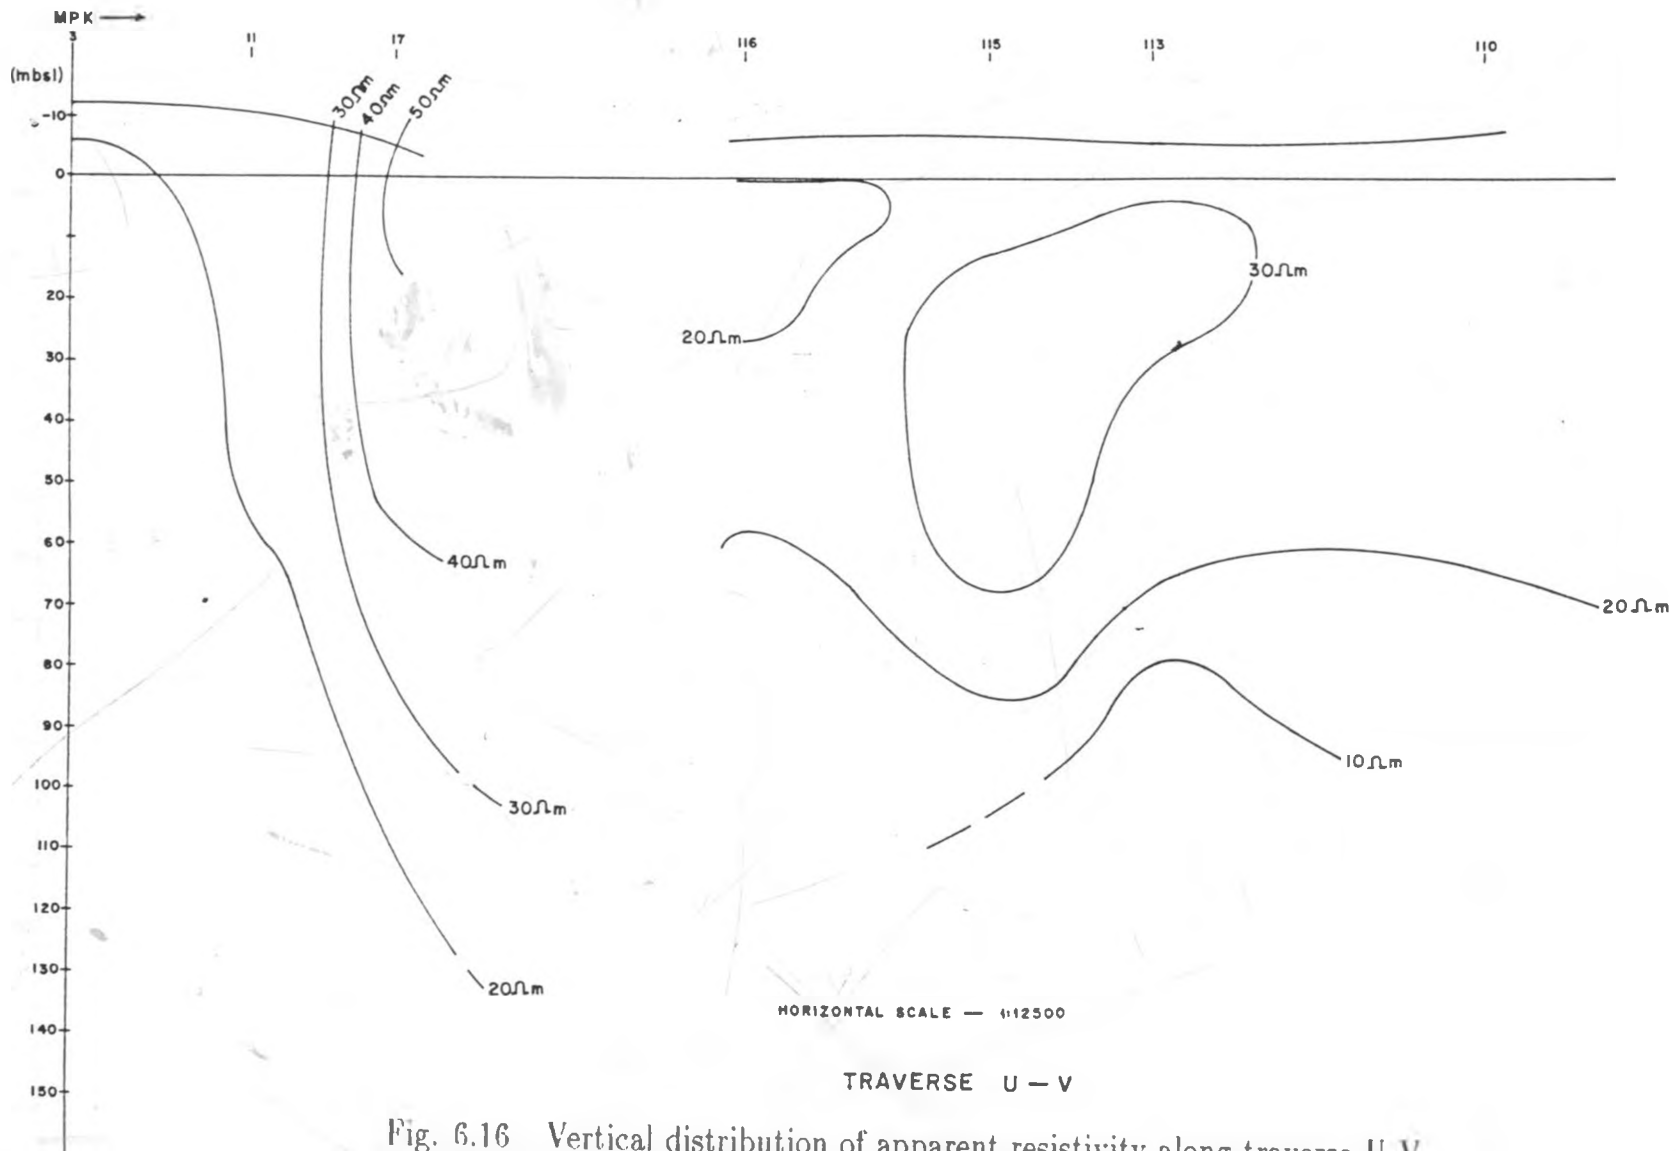 MPK
3 11 17 116 115 113 110
(mbsl)
30Ωm
40Ωm
50Ωm
-10
0
20
30
40
50
60
70
80
90
100
110
120
130
140
150
20Ωm
30Ωm
40Ωm
20Ωm
10Ωm
30Ωm
20Ωm
HORIZONTAL SCALE — 1:12500
TRAVERSE U — V
Fig. 6.16 Vertical distribution of apparent resistivity along traverse U-V